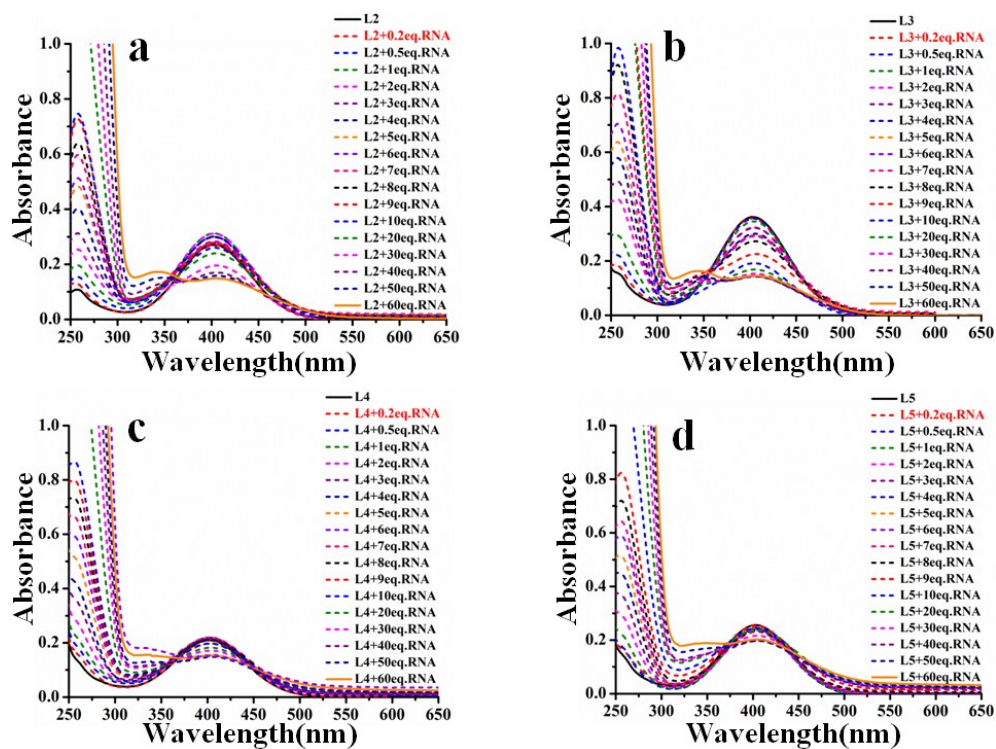 a
L2
L2+0.2eq.RNA
L2+0.5eq.RNA
L2+1eq.RNA
L2+2eq.RNA
L2+3eq.RNA
L2+4eq.RNA
L2+5eq.RNA
L2+6eq.RNA
L2+7eq.RNA
L2+8eq.RNA
L2+9eq.RNA
L2+10eq.RNA
L2+20eq.RNA
L2+30eq.RNA
L2+40eq.RNA
L2+50eq.RNA
L2+60eq.RNA
Absorbance
1.0
0.8
0.6
0.4
0.2
0.0
250 300 350 400 450 500 550 600 650
Wavelength(nm)
b
L3
L3+0.2eq.RNA
L3+0.5eq.RNA
L3+1eq.RNA
L3+2eq.RNA
L3+3eq.RNA
L3+4eq.RNA
L3+5eq.RNA
L3+6eq.RNA
L3+7eq.RNA
L3+8eq.RNA
L3+9eq.RNA
L3+10eq.RNA
L3+20eq.RNA
L3+30eq.RNA
L3+40eq.RNA
L3+50eq.RNA
L3+60eq.RNA
Absorbance
1.0
0.8
0.6
0.4
0.2
0.0
250 300 350 400 450 500 550 600 650
Wavelength(nm)
c
L4
L4+0.2eq.RNA
L4+0.5eq.RNA
L4+1eq.RNA
L4+2eq.RNA
L4+3eq.RNA
L4+4eq.RNA
L4+5eq.RNA
L4+6eq.RNA
L4+7eq.RNA
L4+8eq.RNA
L4+9eq.RNA
L4+10eq.RNA
L4+20eq.RNA
L4+30eq.RNA
L4+40eq.RNA
L4+50eq.RNA
L4+60eq.RNA
Absorbance
1.0
0.8
0.6
0.4
0.2
0.0
250 300 350 400 450 500 550 600 650
Wavelength(nm)
d
L5
L5+0.2eq.RNA
L5+0.5eq.RNA
L5+1eq.RNA
L5+2eq.RNA
L5+3eq.RNA
L5+4eq.RNA
L5+5eq.RNA
L5+6eq.RNA
L5+7eq.RNA
L5+8eq.RNA
L5+9eq.RNA
L5+10eq.RNA
L5+20eq.RNA
L5+30eq.RNA
L5+40eq.RNA
L5+50eq.RNA
L5+60eq.RNA
Absorbance
1.0
0.8
0.6
0.4
0.2
0.0
250 300 350 400 450 500 550 600 650
Wavelength(nm)